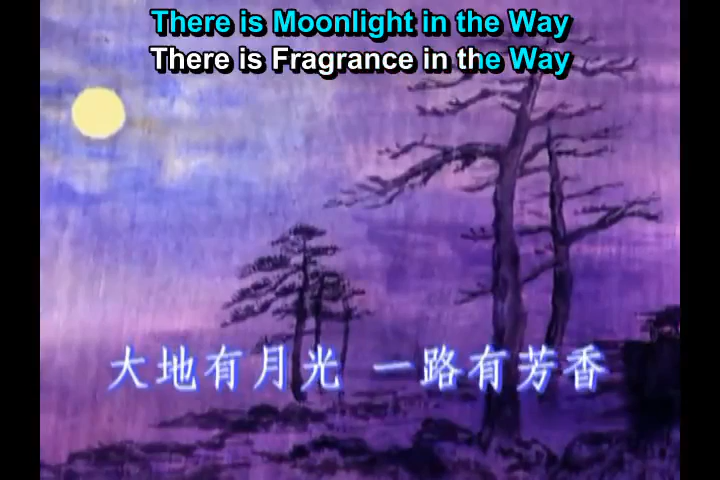 There is Moonlight in the Way
There is Fragrance in the Way
大地有月光 一路有芳香